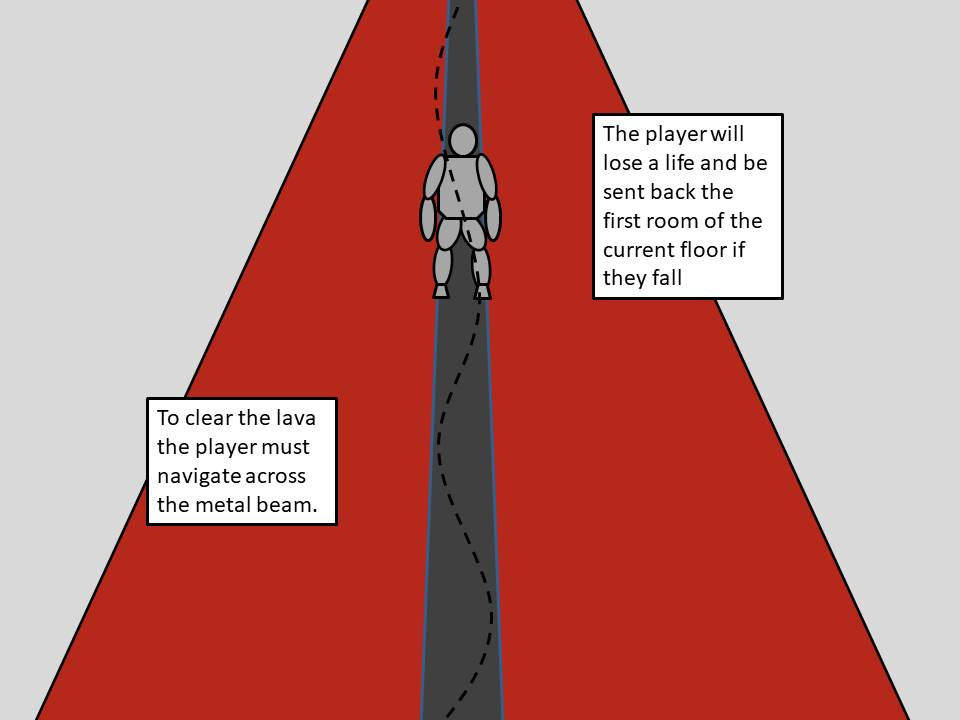 The player will
lose a life and be
sent back the
first room of the
current floor if
they fall
To clear the lava
the player must
navigate across
the metal beam.